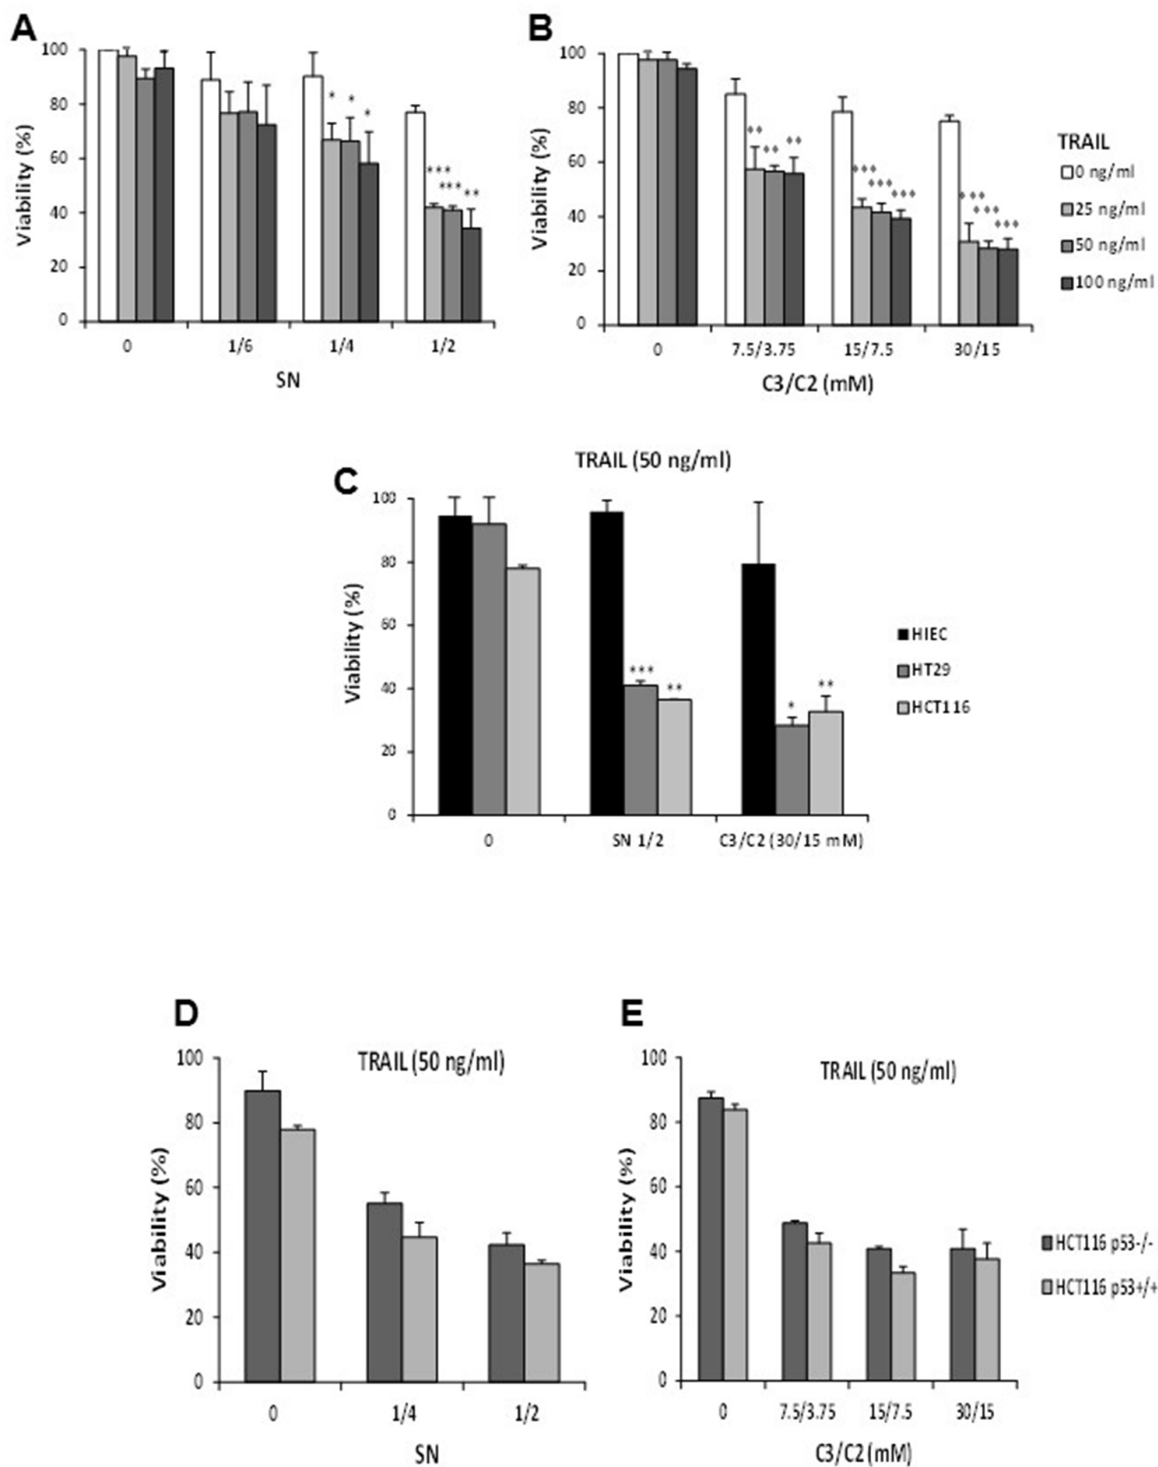 A
B
100
80
60
40
20
0
Viability (%)
* * *
*** *** **
0 1/6 1/4 1/2
SN
100
80
60
40
20
0
Viability (%)
♦♦ ♦♦ ♦♦
♦♦♦ ♦♦♦ ♦♦♦
♦♦♦ ♦♦♦ ♦♦♦
0 7.5/3.75 15/7.5 30/15
C3/C2 (mM)
TRAIL
0 ng/ml
25 ng/ml
50 ng/ml
100 ng/ml
C
TRAIL (50 ng/ml)
100
80
60
40
20
0
Viability (%)
*** **
* **
0 SN 1/2 C3/C2 (30/15 mM)
HIEC
HT29
HCT116
D
TRAIL (50 ng/ml)
100
80
60
40
20
0
Viability (%)
0 1/4 1/2
SN
E
TRAIL (50 ng/ml)
100
80
60
40
20
0
Viability (%)
0 7.5/3.75 15/7.5 30/15
C3/C2 (mM)
HCT116 p53-/-
HCT116 p53+/+